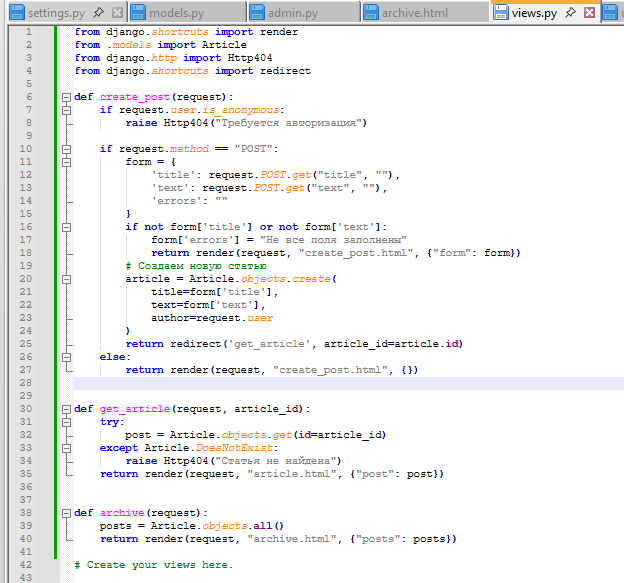 settings.py models.py admin.py archive.html views.py
1 from django.shortcuts import render
2 from .models import Article
3 from django.http import Http404
4 from django.shortcuts import redirect
5
6 def create_post(request):
7     if request.user.is_anonymous:
8         raise Http404("Требуется авторизация")
9
10     if request.method == "POST":
11         form = {
12             'title': request.POST.get("title", ""),
13             'text': request.POST.get("text", ""),
14             'errors': ""
15         }
16         if not form['title'] or not form['text']:
17             form['errors'] = "Не все поля заполнены"
18             return render(request, "create_post.html", {"form": form})
19         # Создаем новую статью
20         article = Article.objects.create(
21             title=form['title'],
22             text=form['text'],
23             author=request.user
24         )
25         return redirect('get_article', article_id=article.id)
26     else:
27         return render(request, "create_post.html", {})
28
29
30 def get_article(request, article_id):
31     try:
32         post = Article.objects.get(id=article_id)
33     except Article.DoesNotExist:
34         raise Http404("Статья не найдена")
35     return render(request, "article.html", {"post": post})
36
37
38 def archive(request):
39     posts = Article.objects.all()
40     return render(request, "archive.html", {"posts": posts})
41
42 # Create your views here.
43